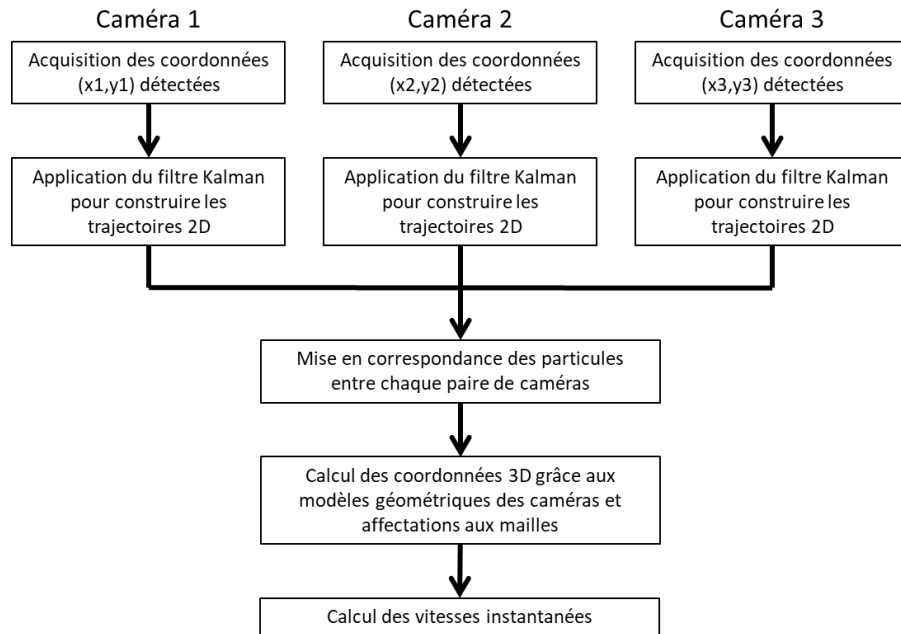 Caméra 1
Caméra 2
Caméra 3
Acquisition des coordonnées
(x1,y1) détectées
Acquisition des coordonnées
(x2,y2) détectées
Acquisition des coordonnées
(x3,y3) détectées
Application du filtre Kalman
pour construire les
trajectoires 2D
Application du filtre Kalman
pour construire les
trajectoires 2D
Application du filtre Kalman
pour construire les
trajectoires 2D
Mise en correspondance des particules
entre chaque paire de caméras
Calcul des coordonnées 3D grâce aux
modèles géométriques des caméras et
affectations aux mailles
Calcul des vitesses instantanées